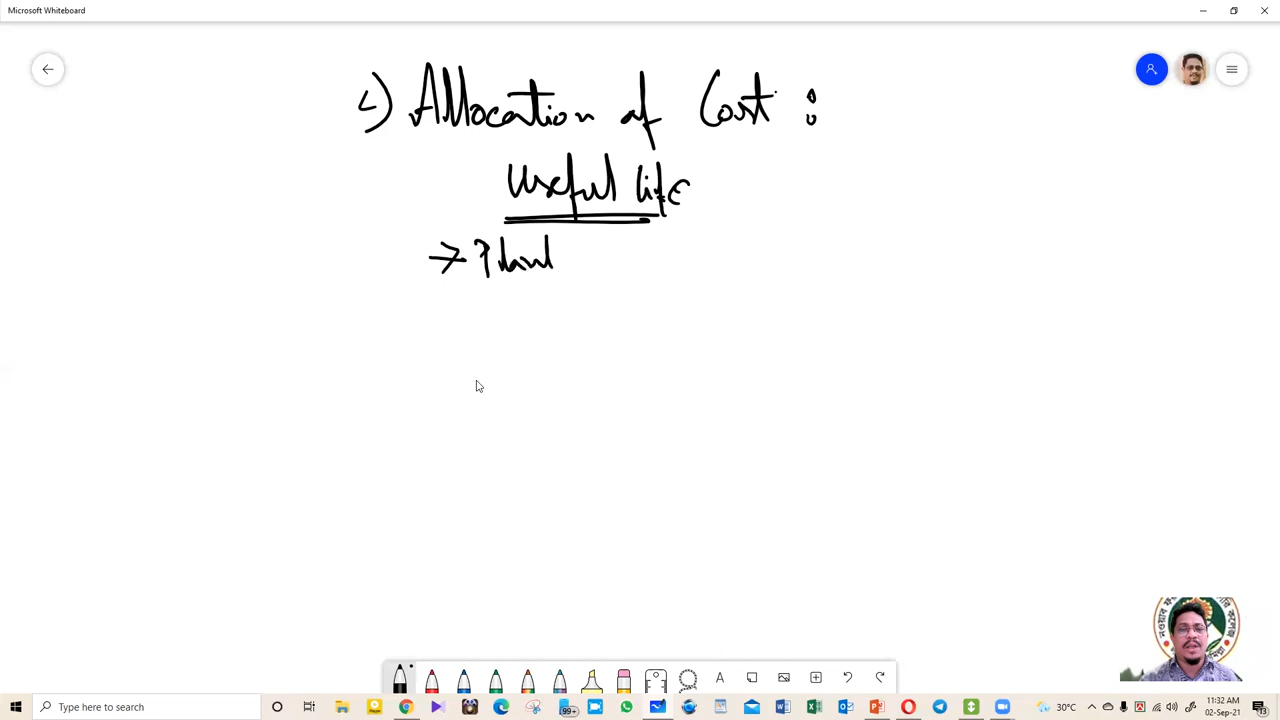 Microsoft Whiteboard
Allocation of Cost :
Useful life
→ Plant
A
Type here to search
99+
30°C
11:32 AM
02-Sep-21